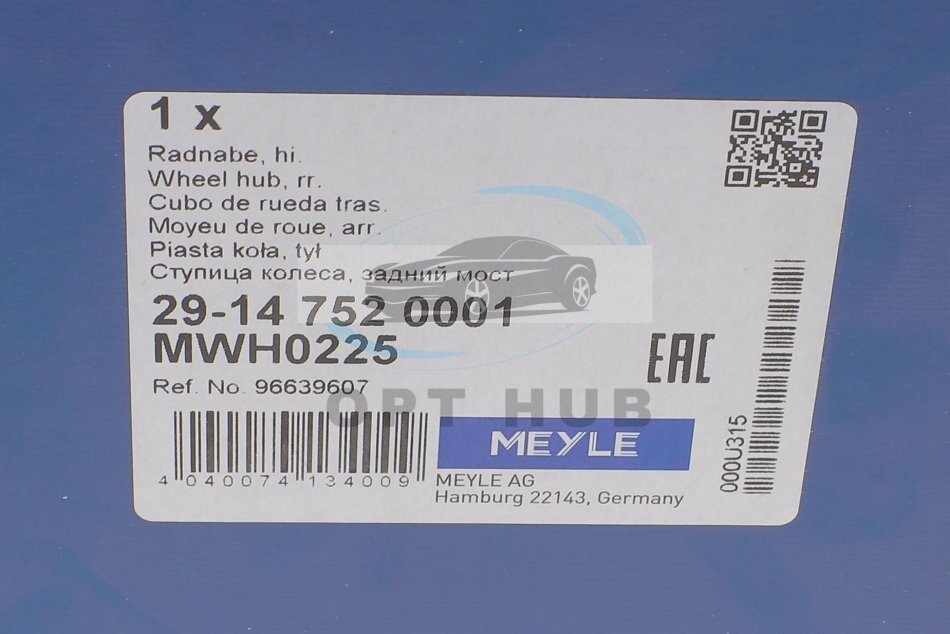 1 x
Radnabe, hi.
Wheel hub, rr.
Cubo de rueda tras.
Moyeu de roue, arr.
Piasta koła, tył
Ступица колеса, задний мост
29-14 752 0001
MWH0225
EAC
Ref. No. 96639607
OPT HUB
MEYLE
4 040074 134009
MEYLE AG
Hamburg 22143, Germany
000U315